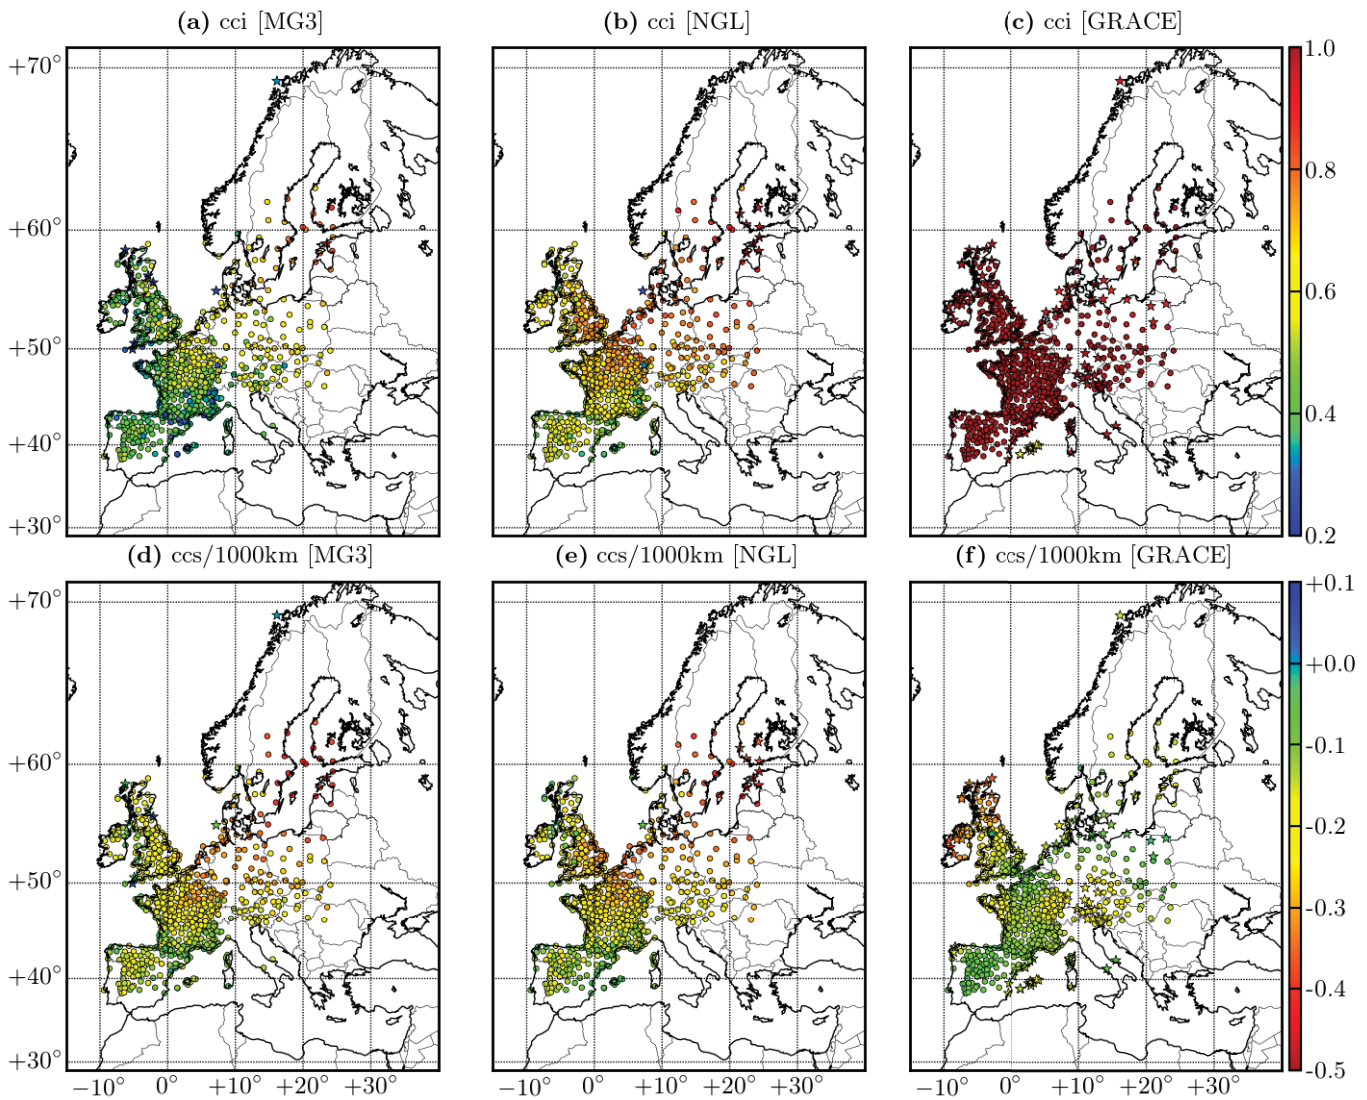 (a) cci [MG3]
(b) cci [NGL]
(c) cci [GRACE]
+70°
+60°
+50°
+40°
+30°
1.0
0.8
0.6
0.4
0.2
(d) ccs/1000km [MG3]
(e) ccs/1000km [NGL]
(f) ccs/1000km [GRACE]
+70°
+60°
+50°
+40°
+30°
+0.1
+0.0
-0.1
-0.2
-0.3
-0.4
-0.5
−10° 0° +10° +20° +30°
−10° 0° +10° +20° +30°
−10° 0° +10° +20° +30°